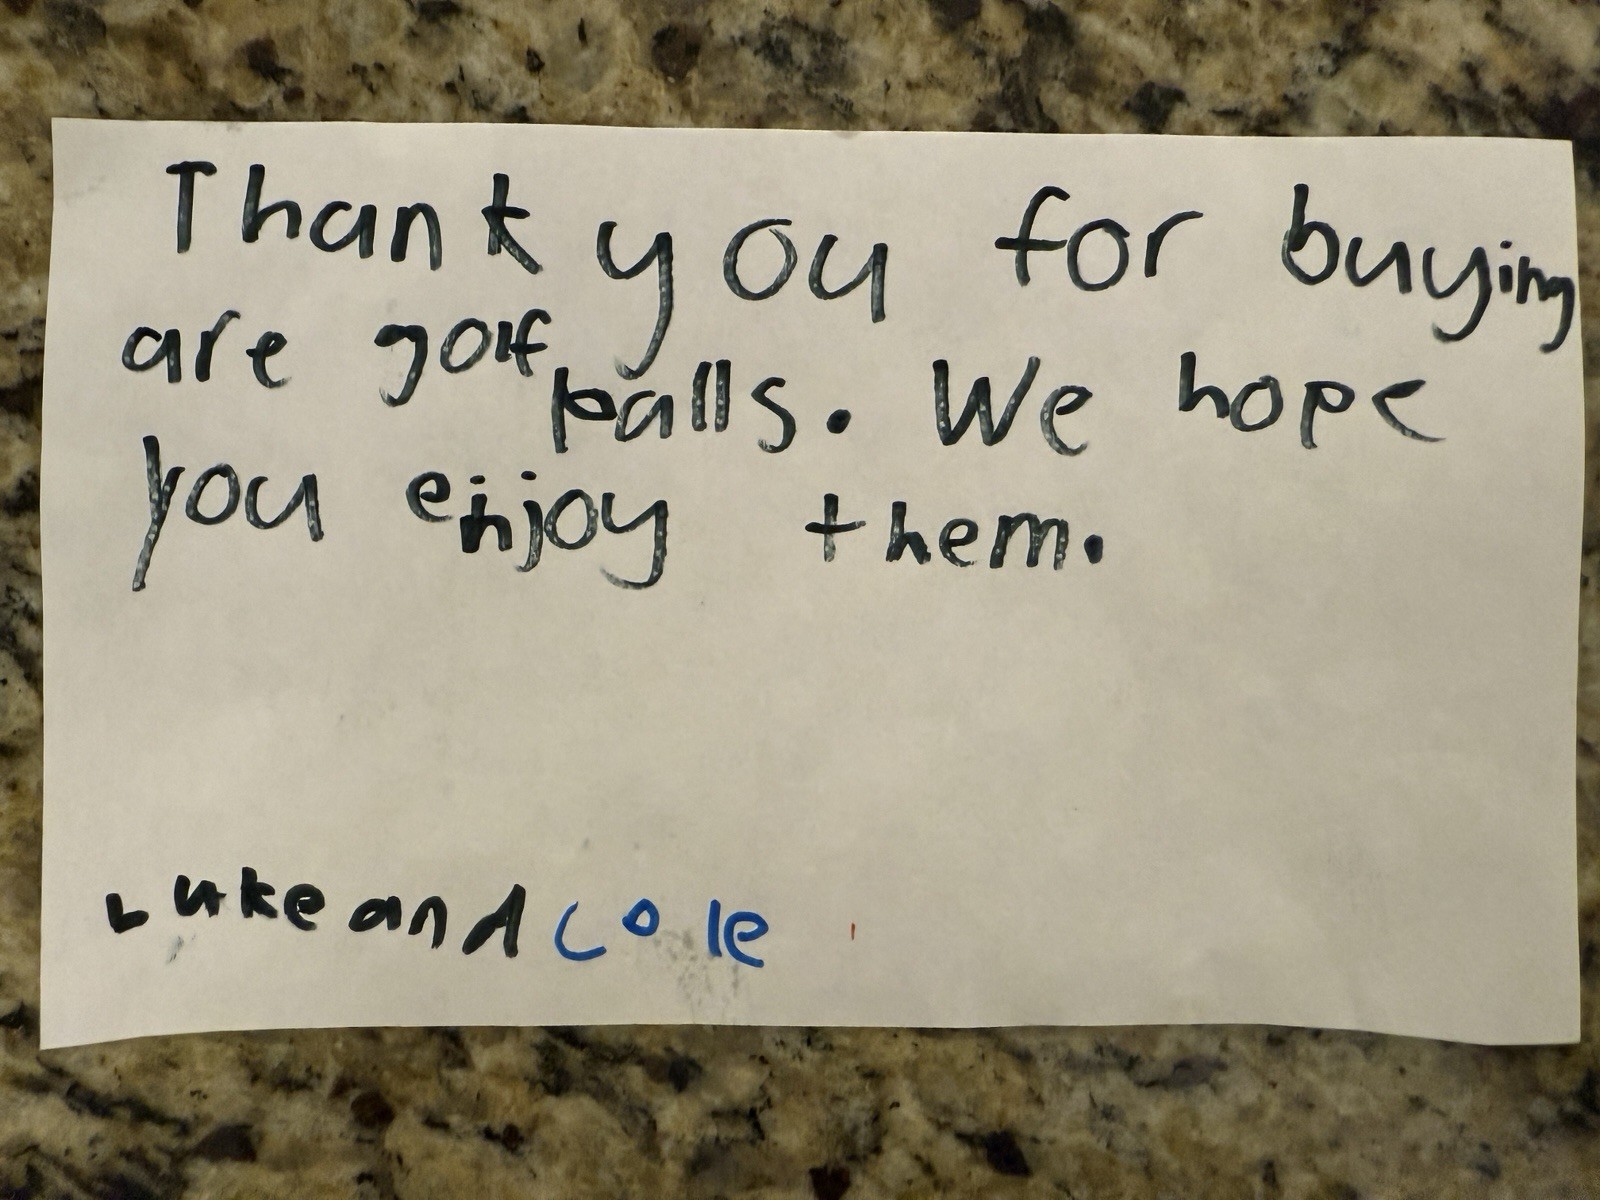 Thank you for buying
are golf balls. We hope
you enjoy them.
Luke and cole